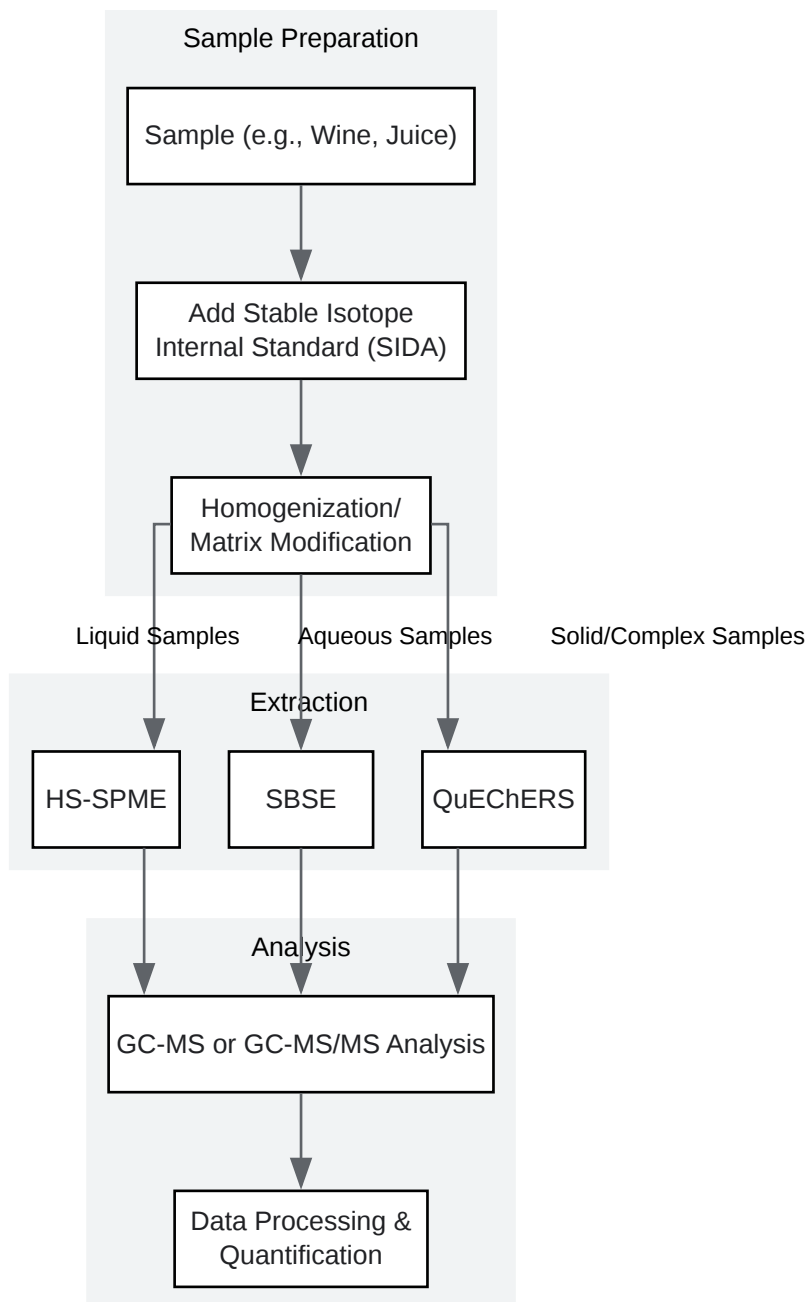 Sample Preparation
Sample (e.g., Wine, Juice)
Add Stable Isotope
Internal Standard (SIDA)
Homogenization/
Matrix Modification
Liquid Samples
Aqueous Samples
Solid/Complex Samples
Extraction
HS-SPME
SBSE
QuEChERS
Analysis
GC-MS or GC-MS/MS Analysis
Data Processing &
Quantification